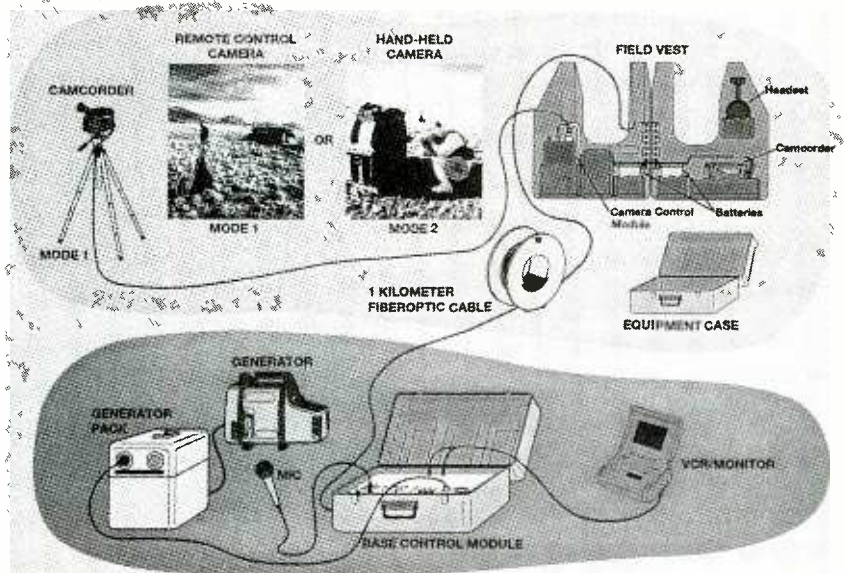 REMOTE CONTROL
CAMERA
HAND-HELD
CAMERA
FIELD VEST
CAMCORDER
Headset
OR
Camcorder
MODE 1
MODE 2
Camera Control
Module
Batteries
MODE 1
1 KILOMETER
FIBEROPTIC CABLE
EQUIPMENT CASE
GENERATOR
GENERATOR
PACK
MIC
VCR/MONITOR
BASE CONTROL MODULE